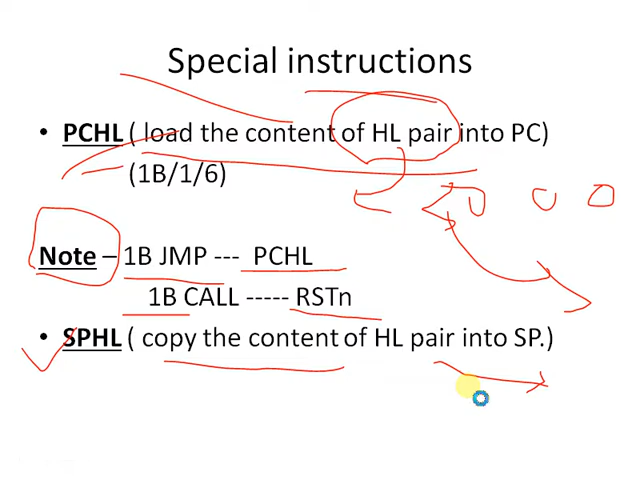 Special instructions
• PCHL ( load the content of HL pair into PC)
(1B/1/6)
2000
Note – 1B JMP --- PCHL
1B CALL ----- RSTn
• SPHL ( copy the content of HL pair into SP.)